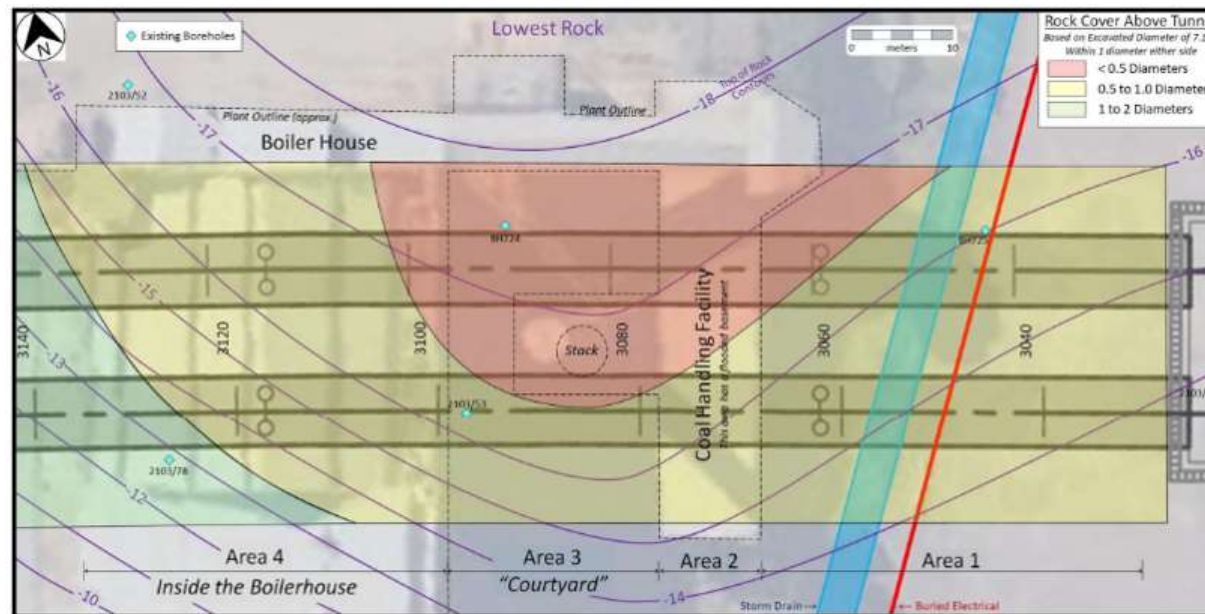 N
Existing Boreholes
Lowest Rock
0 meters 10
Rock Cover Above Tunn
Based on Excavated Diameter of 7.1
Within 1 diameter either side
< 0.5 Diameters
0.5 to 1.0 Diameter
1 to 2 Diameters
2103/52
-16
-17
Plant Outline (approx.)
Plant Outline
Top of Rock
Contours
-18
-17
-16
Boiler House
BH724
BH725
-15
3140
3120
3100
3080
3060
3040
Stack
Coal Handling Facility
This area has a flooded basement
-13
2103/53
2103/
2103/78
-12
Area 4
Area 3
Area 2
Area 1
Inside the Boilerhouse
"Courtyard"
-10
-14
Storm Drain
Buried Electrical